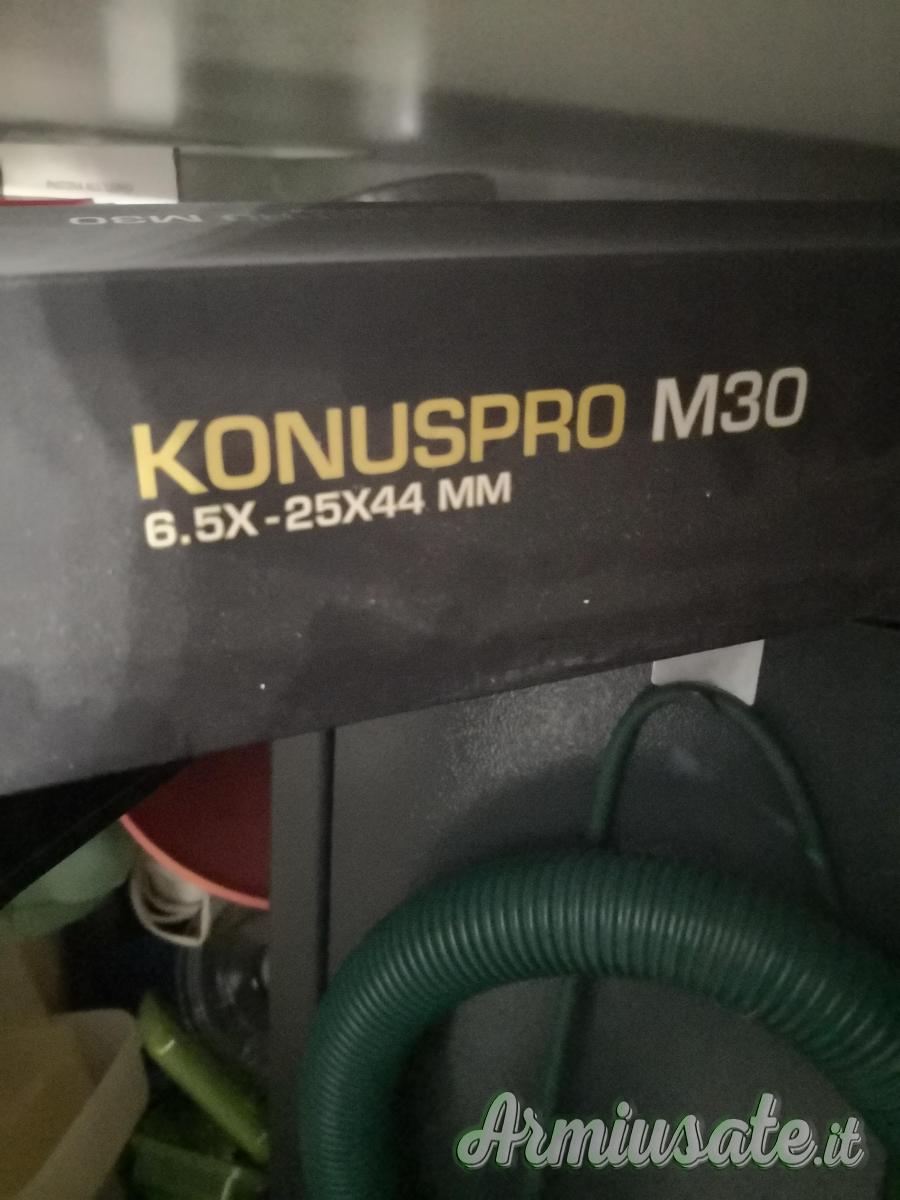 KONUSPRO M30
6.5X-25X44 MM
Armiusate.it